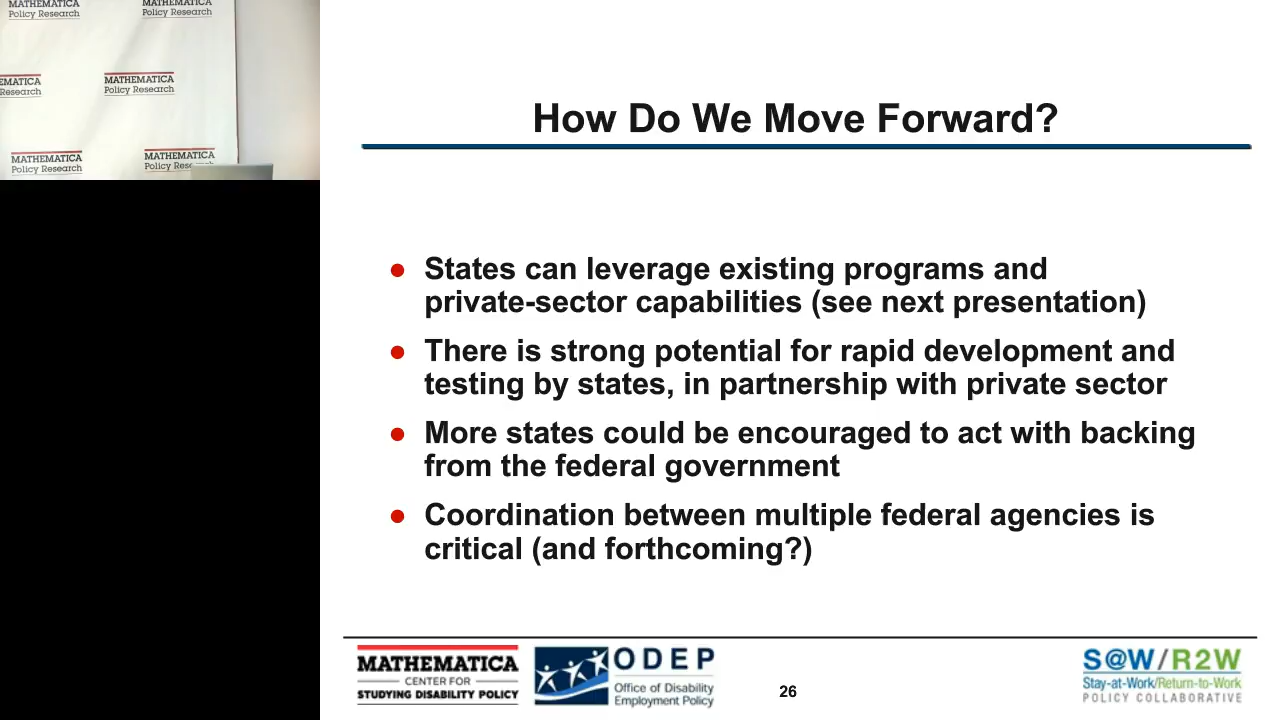 MATHEMATICA
Policy Research
MATHEMATICA
Policy Research
EMATICA
Research
MATHEMATICA
Policy Research
MATHEMATICA
Policy Research
MATHEMATICA
Policy
How Do We Move Forward?
● States can leverage existing programs and
private-sector capabilities (see next presentation)
● There is strong potential for rapid development and
testing by states, in partnership with private sector
● More states could be encouraged to act with backing
from the federal government
● Coordination between multiple federal agencies is
critical (and forthcoming?)
MATHEMATICA
CENTER FOR
STUDYING DISABILITY POLICY
ODEP
Office of Disability
Employment Policy
26
S@W/R2W
Stay-at-Work/Return-to-Work
POLICY COLLABORATIVE